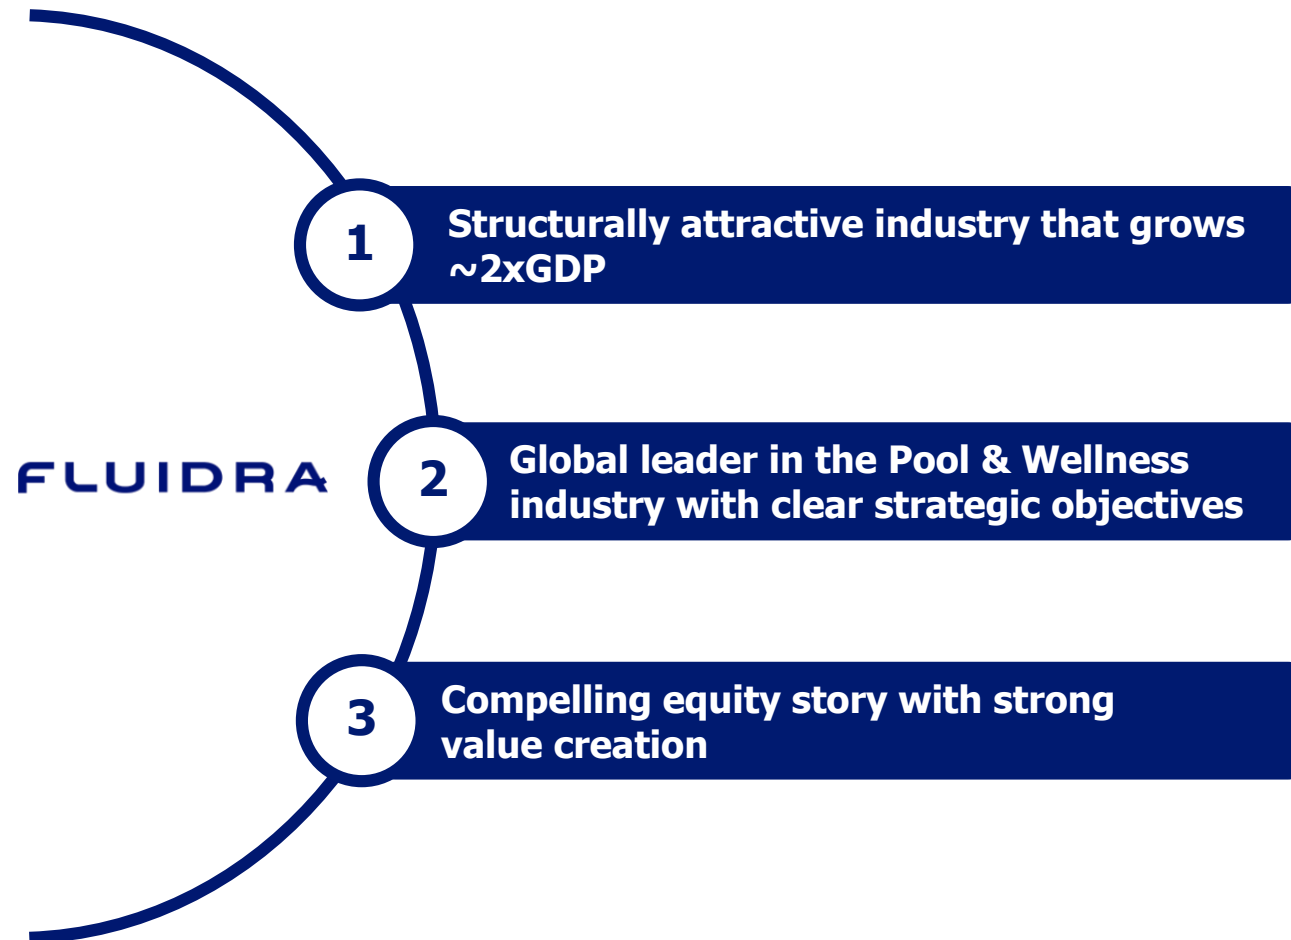 1
Structurally attractive industry that grows
~2xGDP
FLUIDRA
2
Global leader in the Pool & Wellness
industry with clear strategic objectives
3
Compelling equity story with strong
value creation